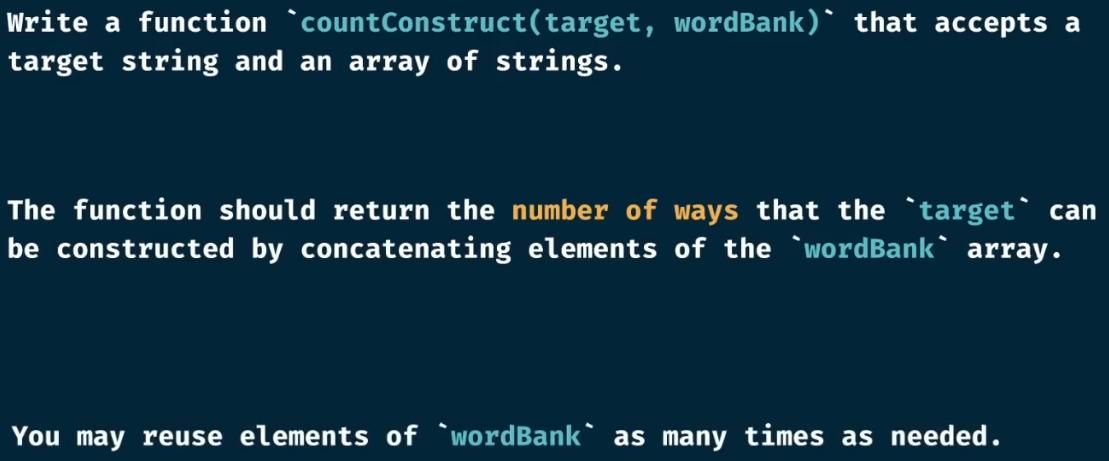 Write a function `countConstruct(target, wordBank)` that accepts a
target string and an array of strings.
The function should return the number of ways that the `target` can
be constructed by concatenating elements of the `wordBank` array.
You may reuse elements of `wordBank` as many times as needed.